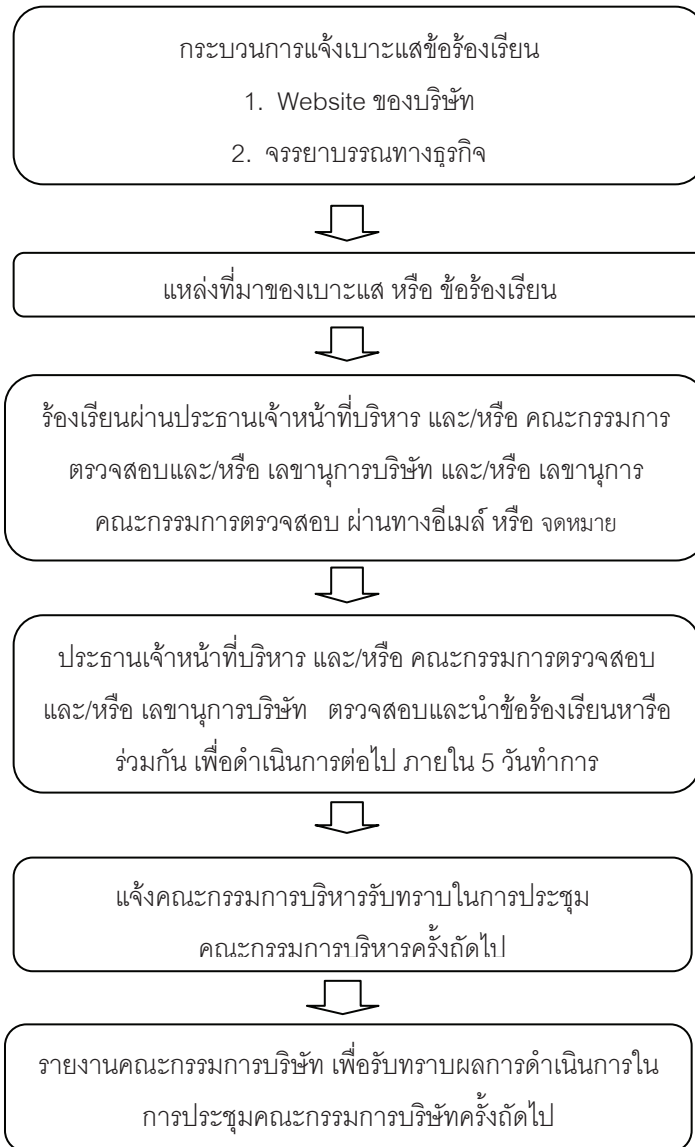 กระบวนการแจ้งเบาะแสข้อร้องเรียน
1. Website ของบริษัท
2. จรรยาบรรณทางธุรกิจ
แหล่งที่มาของเบาะแส หรือ ข้อร้องเรียน
ร้องเรียนผ่านประธานเจ้าหน้าที่บริหาร และ/หรือ คณะกรรมการ
ตรวจสอบและ/หรือ เลขานุการบริษัท และ/หรือ เลขานุการ
คณะกรรมการตรวจสอบ ผ่านทางอีเมล์ หรือ จดหมาย
ประธานเจ้าหน้าที่บริหาร และ/หรือ คณะกรรมการตรวจสอบ
และ/หรือ เลขานุการบริษัท ตรวจสอบและนำข้อร้องเรียนหารือ
ร่วมกัน เพื่อดำเนินการต่อไป ภายใน 5 วันทำการ
แจ้งคณะกรรมการบริหารรับทราบในการประชุม
คณะกรรมการบริหารครั้งถัดไป
รายงานคณะกรรมการบริษัท เพื่อรับทราบผลการดำเนินการใน
การประชุมคณะกรรมการบริษัทครั้งถัดไป